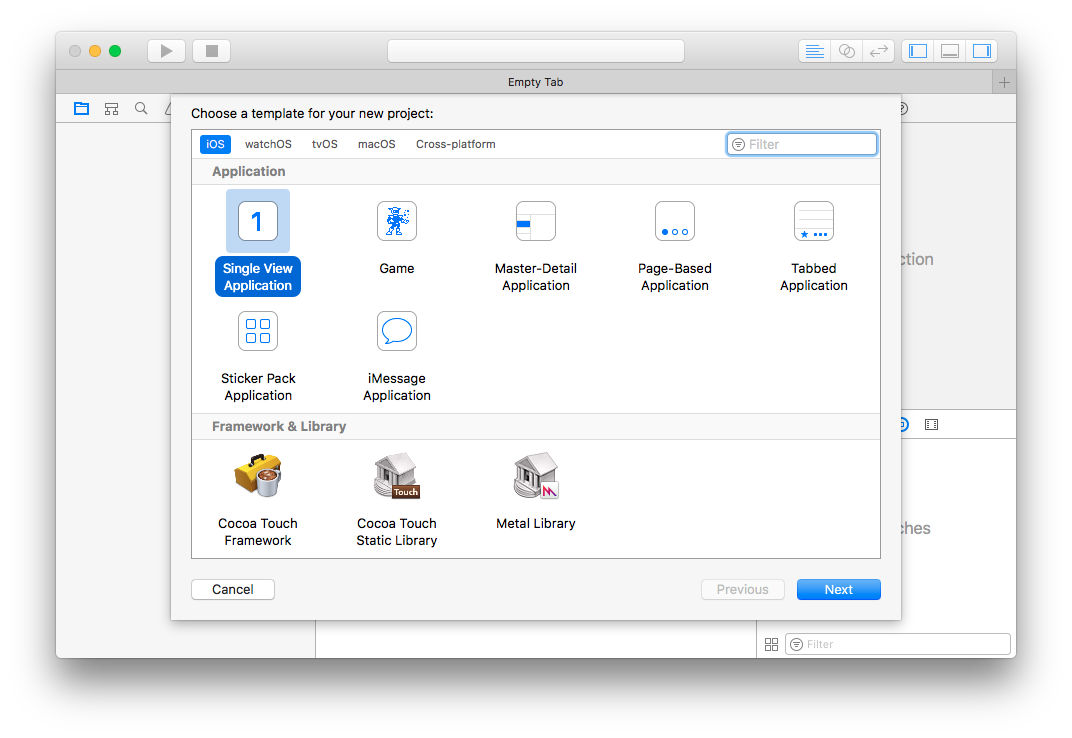 Empty Tab
Choose a template for your new project:
iOS watchOS tvOS macOS Cross-platform Filter
Application
1
Single View
Application
Game
Master-Detail
Application
Page-Based
Application
Tabbed
Application
Sticker Pack
Application
iMessage
Application
Framework & Library
Touch
Cocoa Touch
Framework
Cocoa Touch
Static Library
Metal Library
Cancel Previous Next
Filter